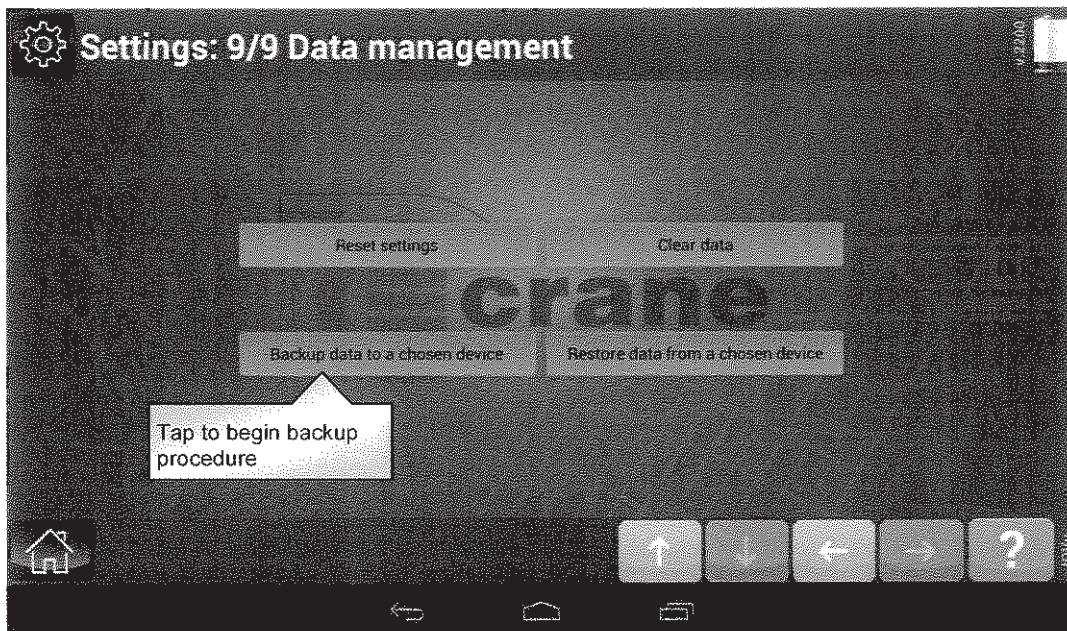 Settings: 9/9 Data management
v.2200
Reset settings
Clear data
crane
Backup data to a chosen device
Restore data from a chosen device
Tap to begin backup
procedure
?